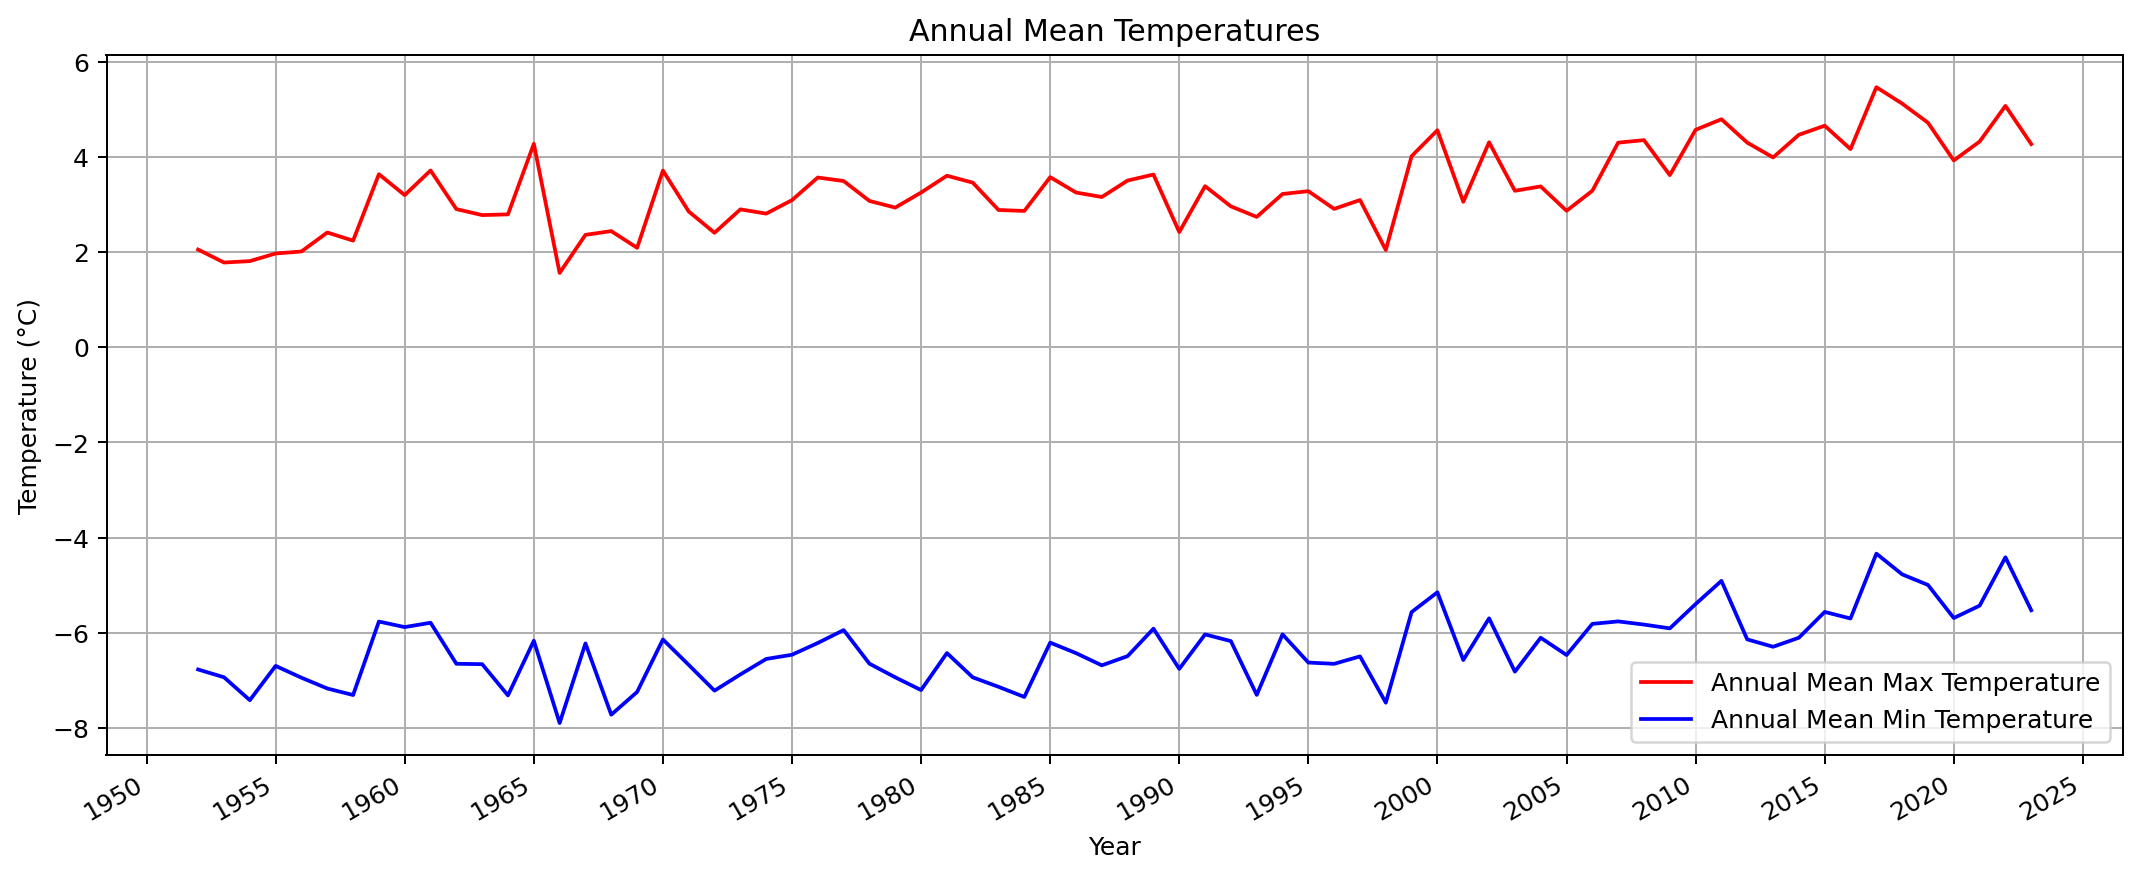 Annual Mean Temperatures
6
4
2
0
−2
−4
−6
−8
Temperature (°C)
Annual Mean Max Temperature
Annual Mean Min Temperature
1950 1955 1960 1965 1970 1975 1980 1985 1990 1995 2000 2005 2010 2015 2020 2025
Year